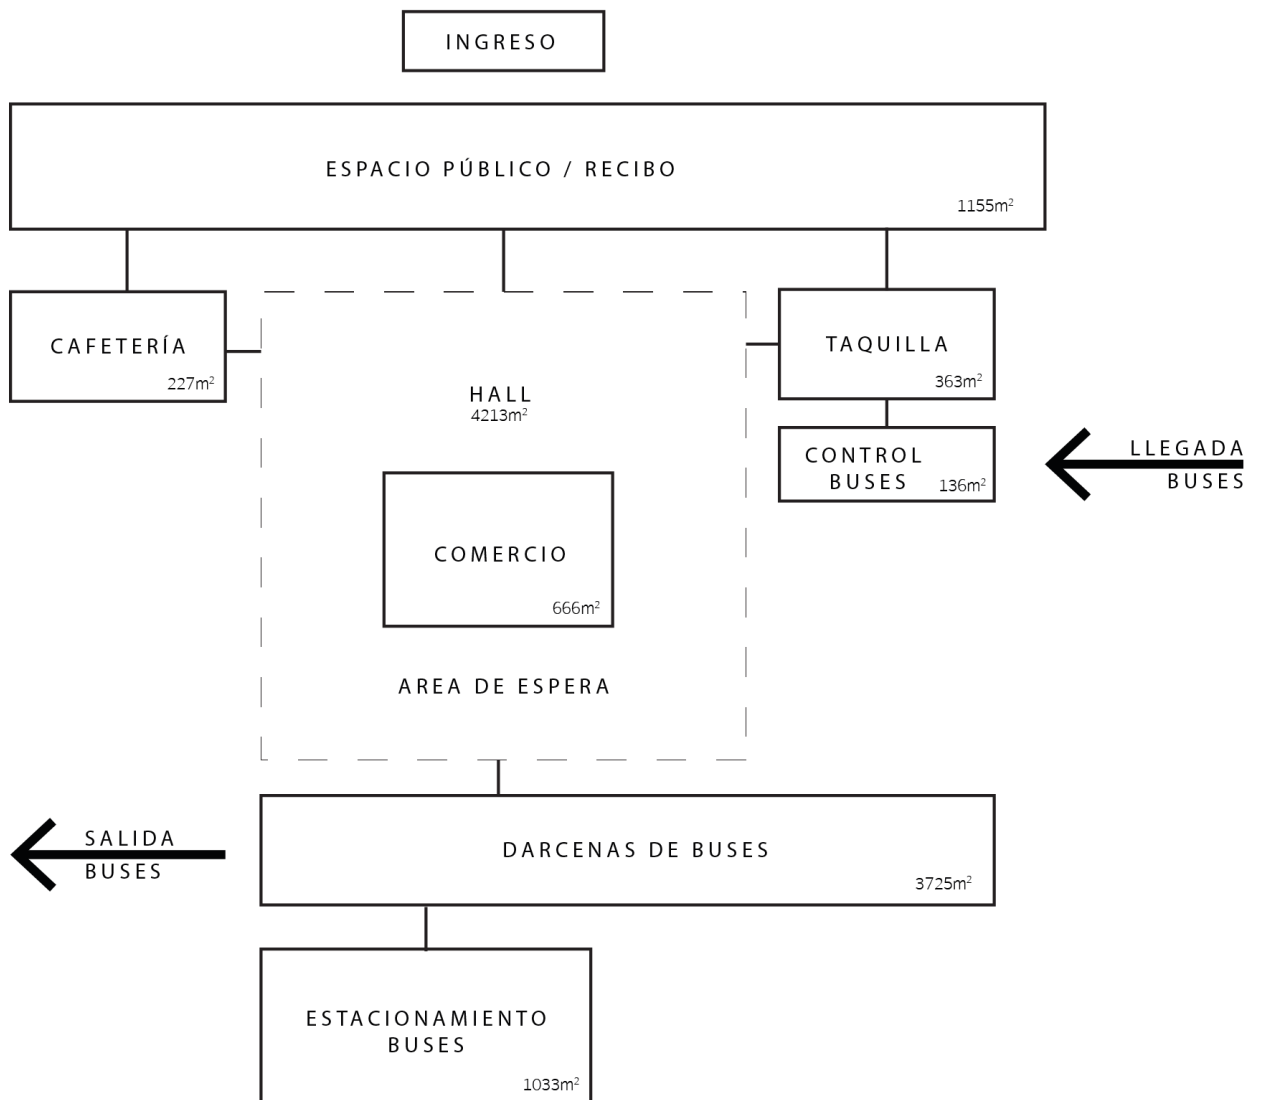 INGRESO
ESPACIO PÚBLICO / RECIBO
1155m²
CAFETERÍA
227m²
HALL
4213m²
TAQUILLA
363m²
CONTROL
BUSES
136m²
LLEGADA
BUSES
COMERCIO
666m²
AREA DE ESPERA
SALIDA
BUSES
DARCENAS DE BUSES
3725m²
ESTACIONAMIENTO
BUSES
1033m²